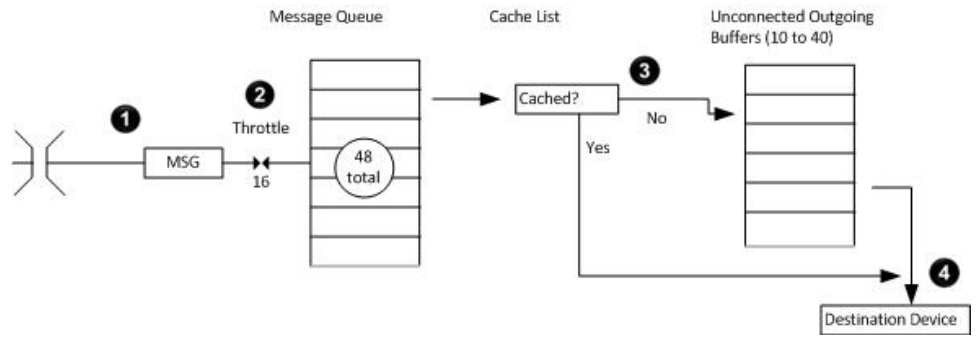 Message Queue
Cache List
Unconnected Outgoing
Buffers (10 to 40)
1
2
Throttle
MSG
16
48
total
Cached?
3
No
Yes
4
Destination Device